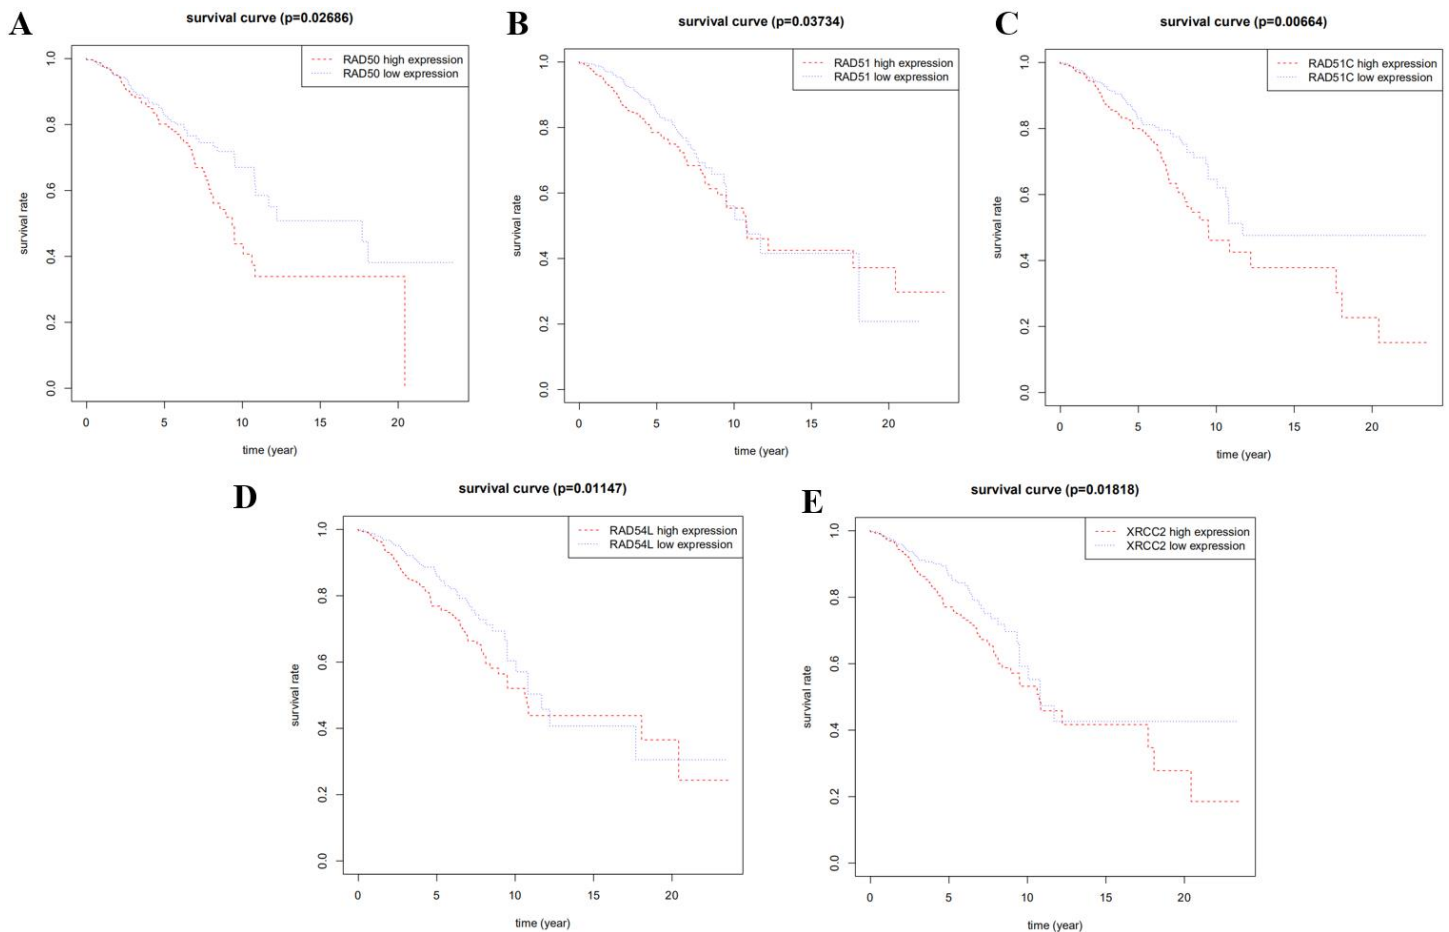 A
survival curve (p=0.02686)
RAD50 high expression
RAD50 low expression
survival rate
0.0 0.2 0.4 0.6 0.8 1.0
0 5 10 15 20
time (year)
B
survival curve (p=0.03734)
RAD51 high expression
RAD51 low expression
survival rate
0.0 0.2 0.4 0.6 0.8 1.0
0 5 10 15 20
time (year)
C
survival curve (p=0.00664)
RAD51C high expression
RAD51C low expression
survival rate
0.0 0.2 0.4 0.6 0.8 1.0
0 5 10 15 20
time (year)
D
survival curve (p=0.01147)
RAD54L high expression
RAD54L low expression
survival rate
0.0 0.2 0.4 0.6 0.8 1.0
0 5 10 15 20
time (year)
E
survival curve (p=0.01818)
XRCC2 high expression
XRCC2 low expression
survival rate
0.0 0.2 0.4 0.6 0.8 1.0
0 5 10 15 20
time (year)